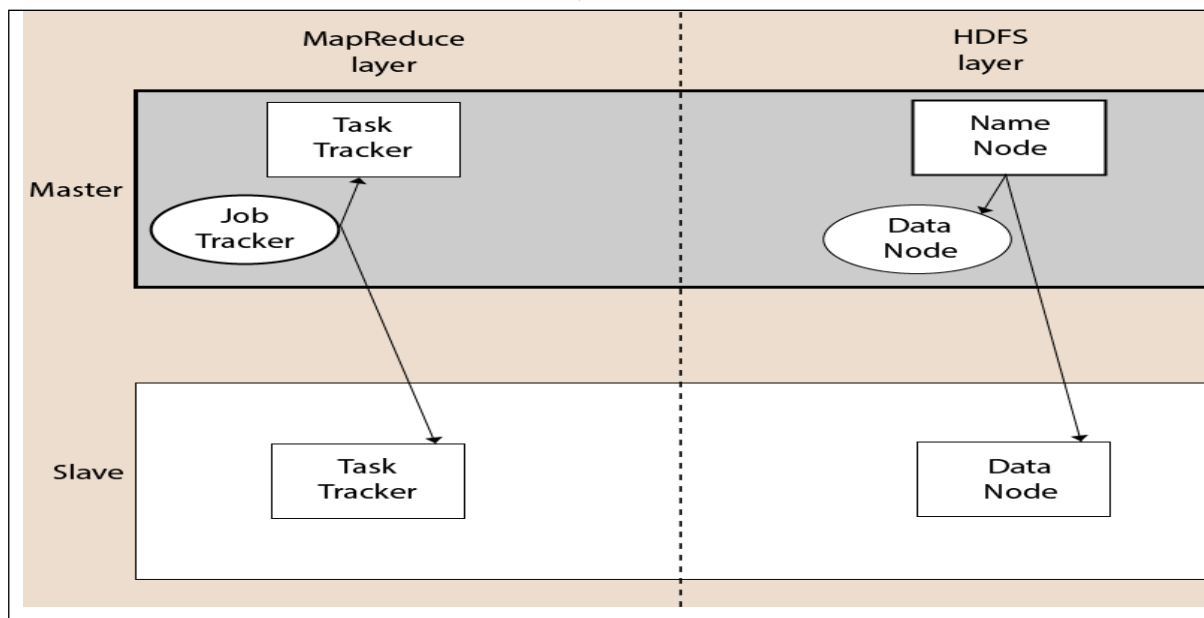 MapReduce
layer
HDFS
layer
Master
Task
Tracker
Job
Tracker
Name
Node
Data
Node
Slave
Task
Tracker
Data
Node